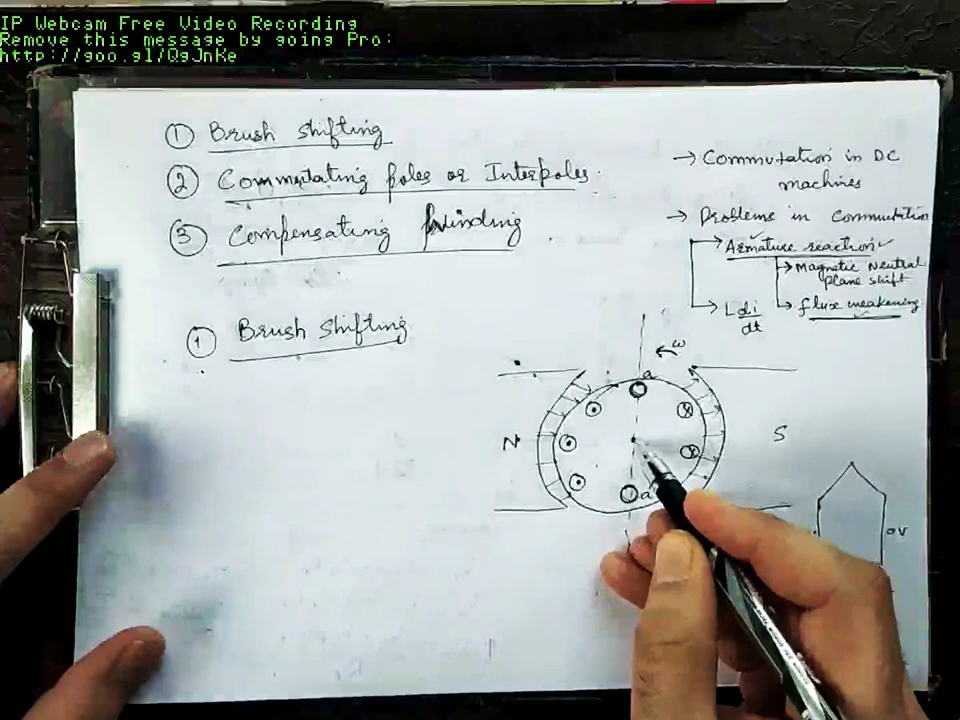 IP Webcam Free Video Recording
Remove this message by going Pro:
http://goo.gl/QgJnKe
① Brush shifting
② Commutating poles or Interpoles
③ Compensating winding
→ Commutation in DC
machines
→ Problems in Commutation
→ Armature reaction
→ Magnetic Neutral
plane shift
→ flux weakening
→ L di/dt
① Brush shifting
ω
a
N
S
a
0V